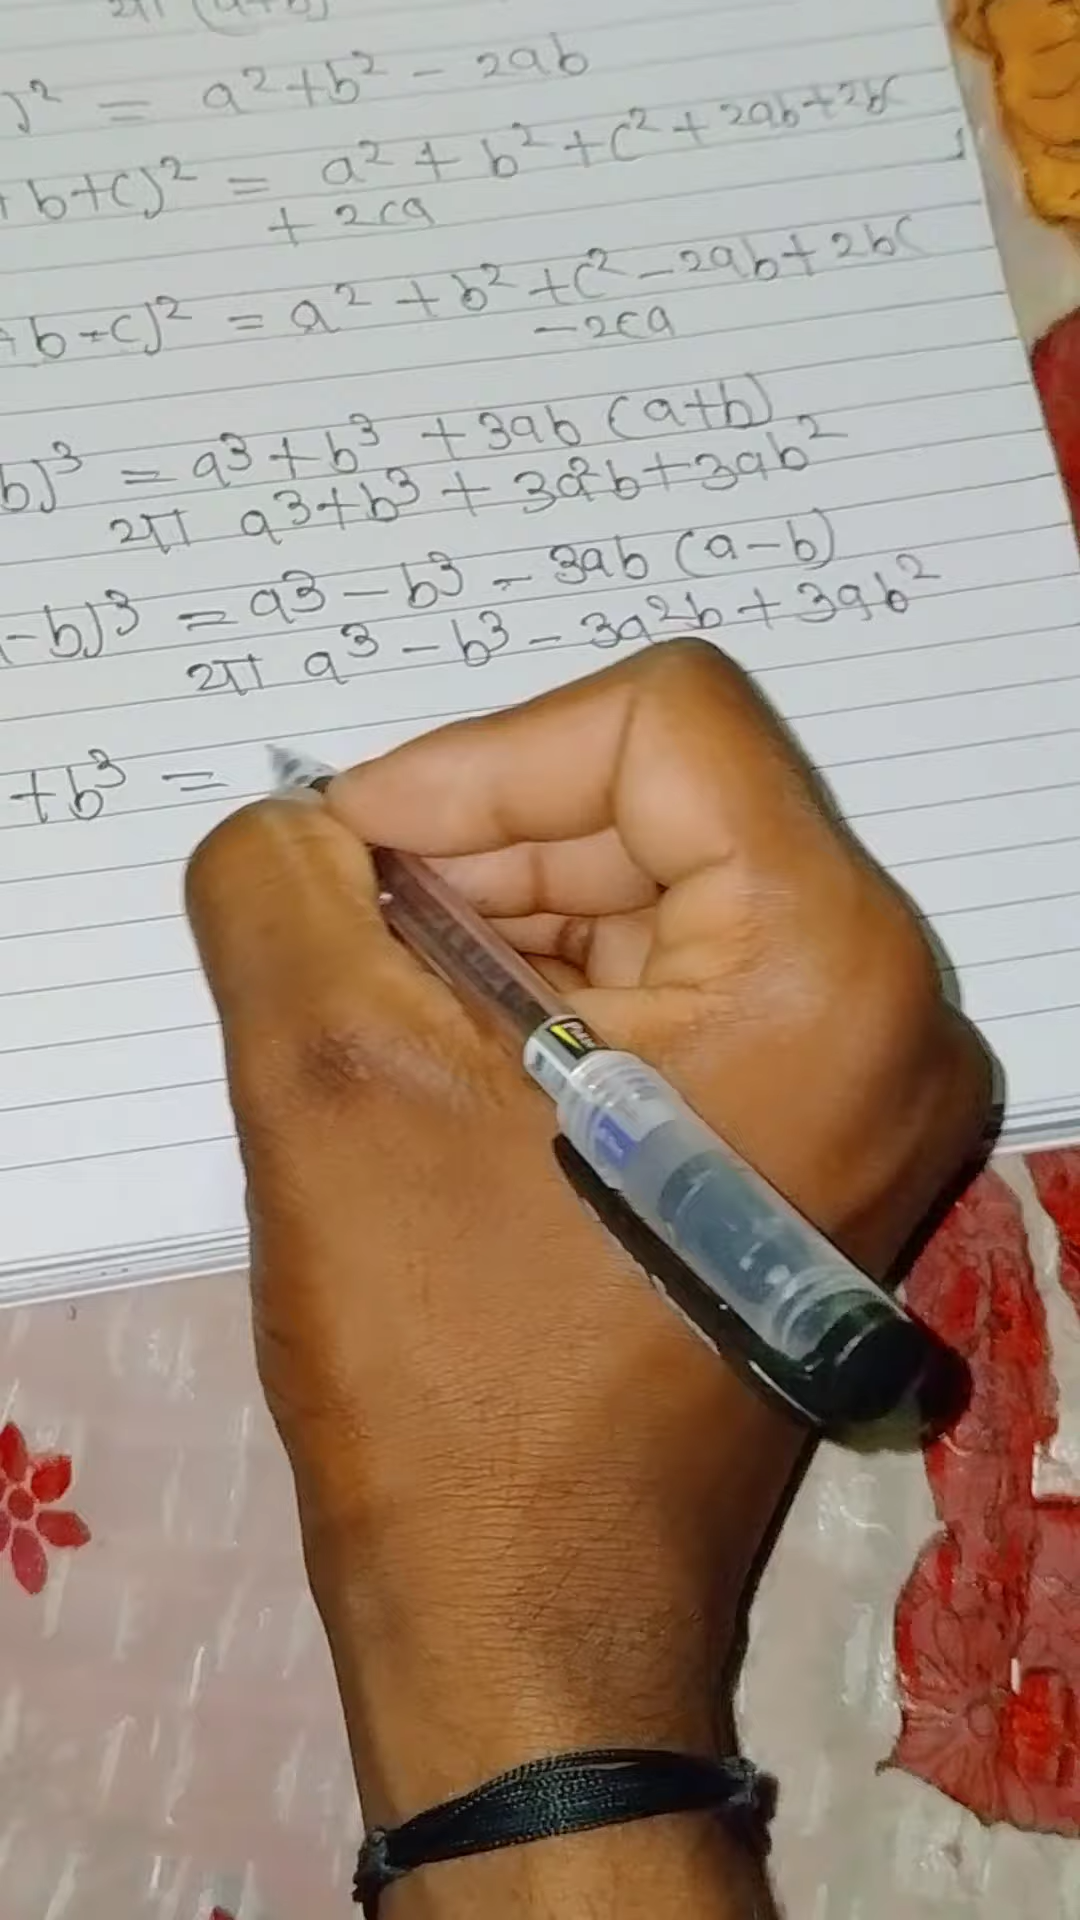 या (a+b)
)² = a²+b² - 2ab
+ b+c)² = a² + b² + c² + 2ab + 2bc
+ 2ca
b-c)² = a² + b² + c² - 2ab + 2bc
- 2ca
b)³ = a³ + b³ + 3ab (a+b)
या a³+b³ + 3a²b + 3ab²
-b)³ = a³ - b³ - 3ab (a-b)
या a³ - b³ - 3a²b + 3ab²
+b³ =